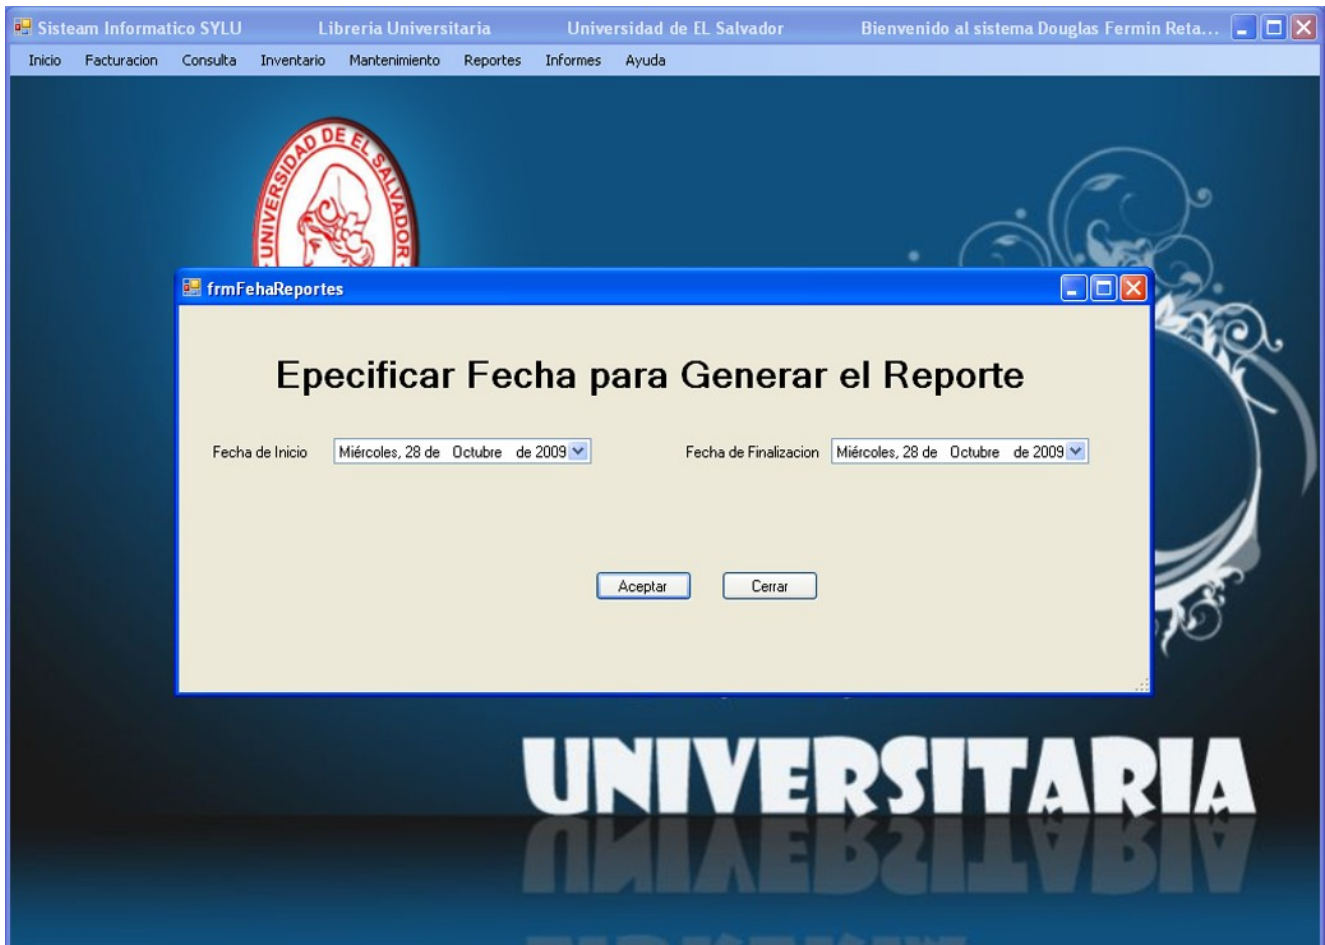 Sisteam Informatico SYLU Libreria Universitaria Universidad de EL Salvador Bienvenido al sistema Douglas Fermin Reta...
Inicio Facturacion Consulta Inventario Mantenimiento Reportes Informes Ayuda
UNIVERSIDAD DE EL SALVADOR
frmFehaReportes
Epecificar Fecha para Generar el Reporte
Fecha de Inicio Miércoles, 28 de Octubre de 2009 Fecha de Finalizacion Miércoles, 28 de Octubre de 2009
Aceptar Cerrar
UNIVERSITARIA